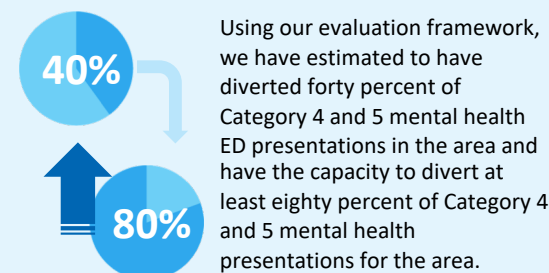 40%
80%
Using our evaluation framework,
we have estimated to have
diverted forty percent of
Category 4 and 5 mental health
ED presentations in the area and
have the capacity to divert at
least eighty percent of Category 4
and 5 mental health
presentations for the area.